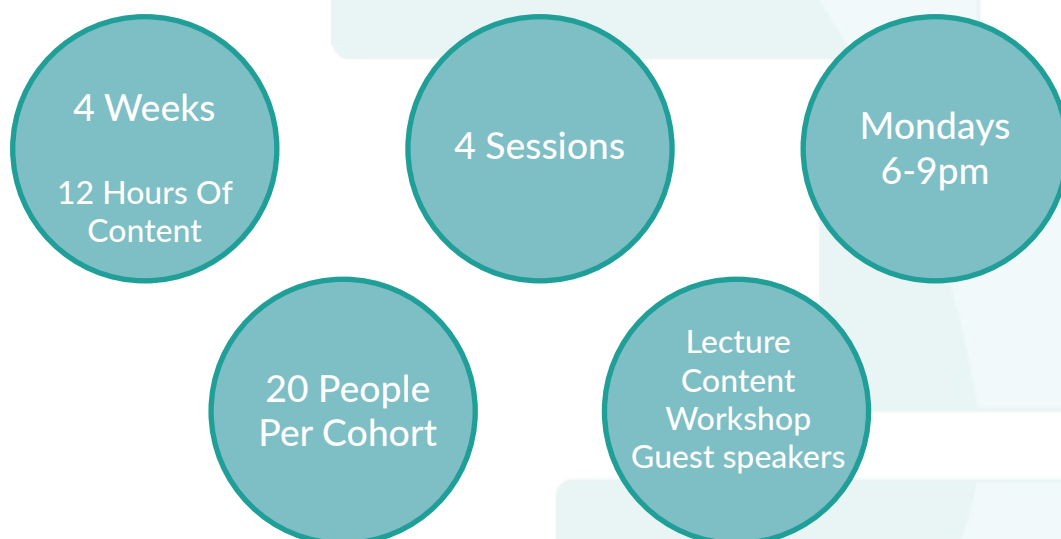 4 Weeks
12 Hours Of
Content
4 Sessions
Mondays
6-9pm
20 People
Per Cohort
Lecture
Content
Workshop
Guest speakers